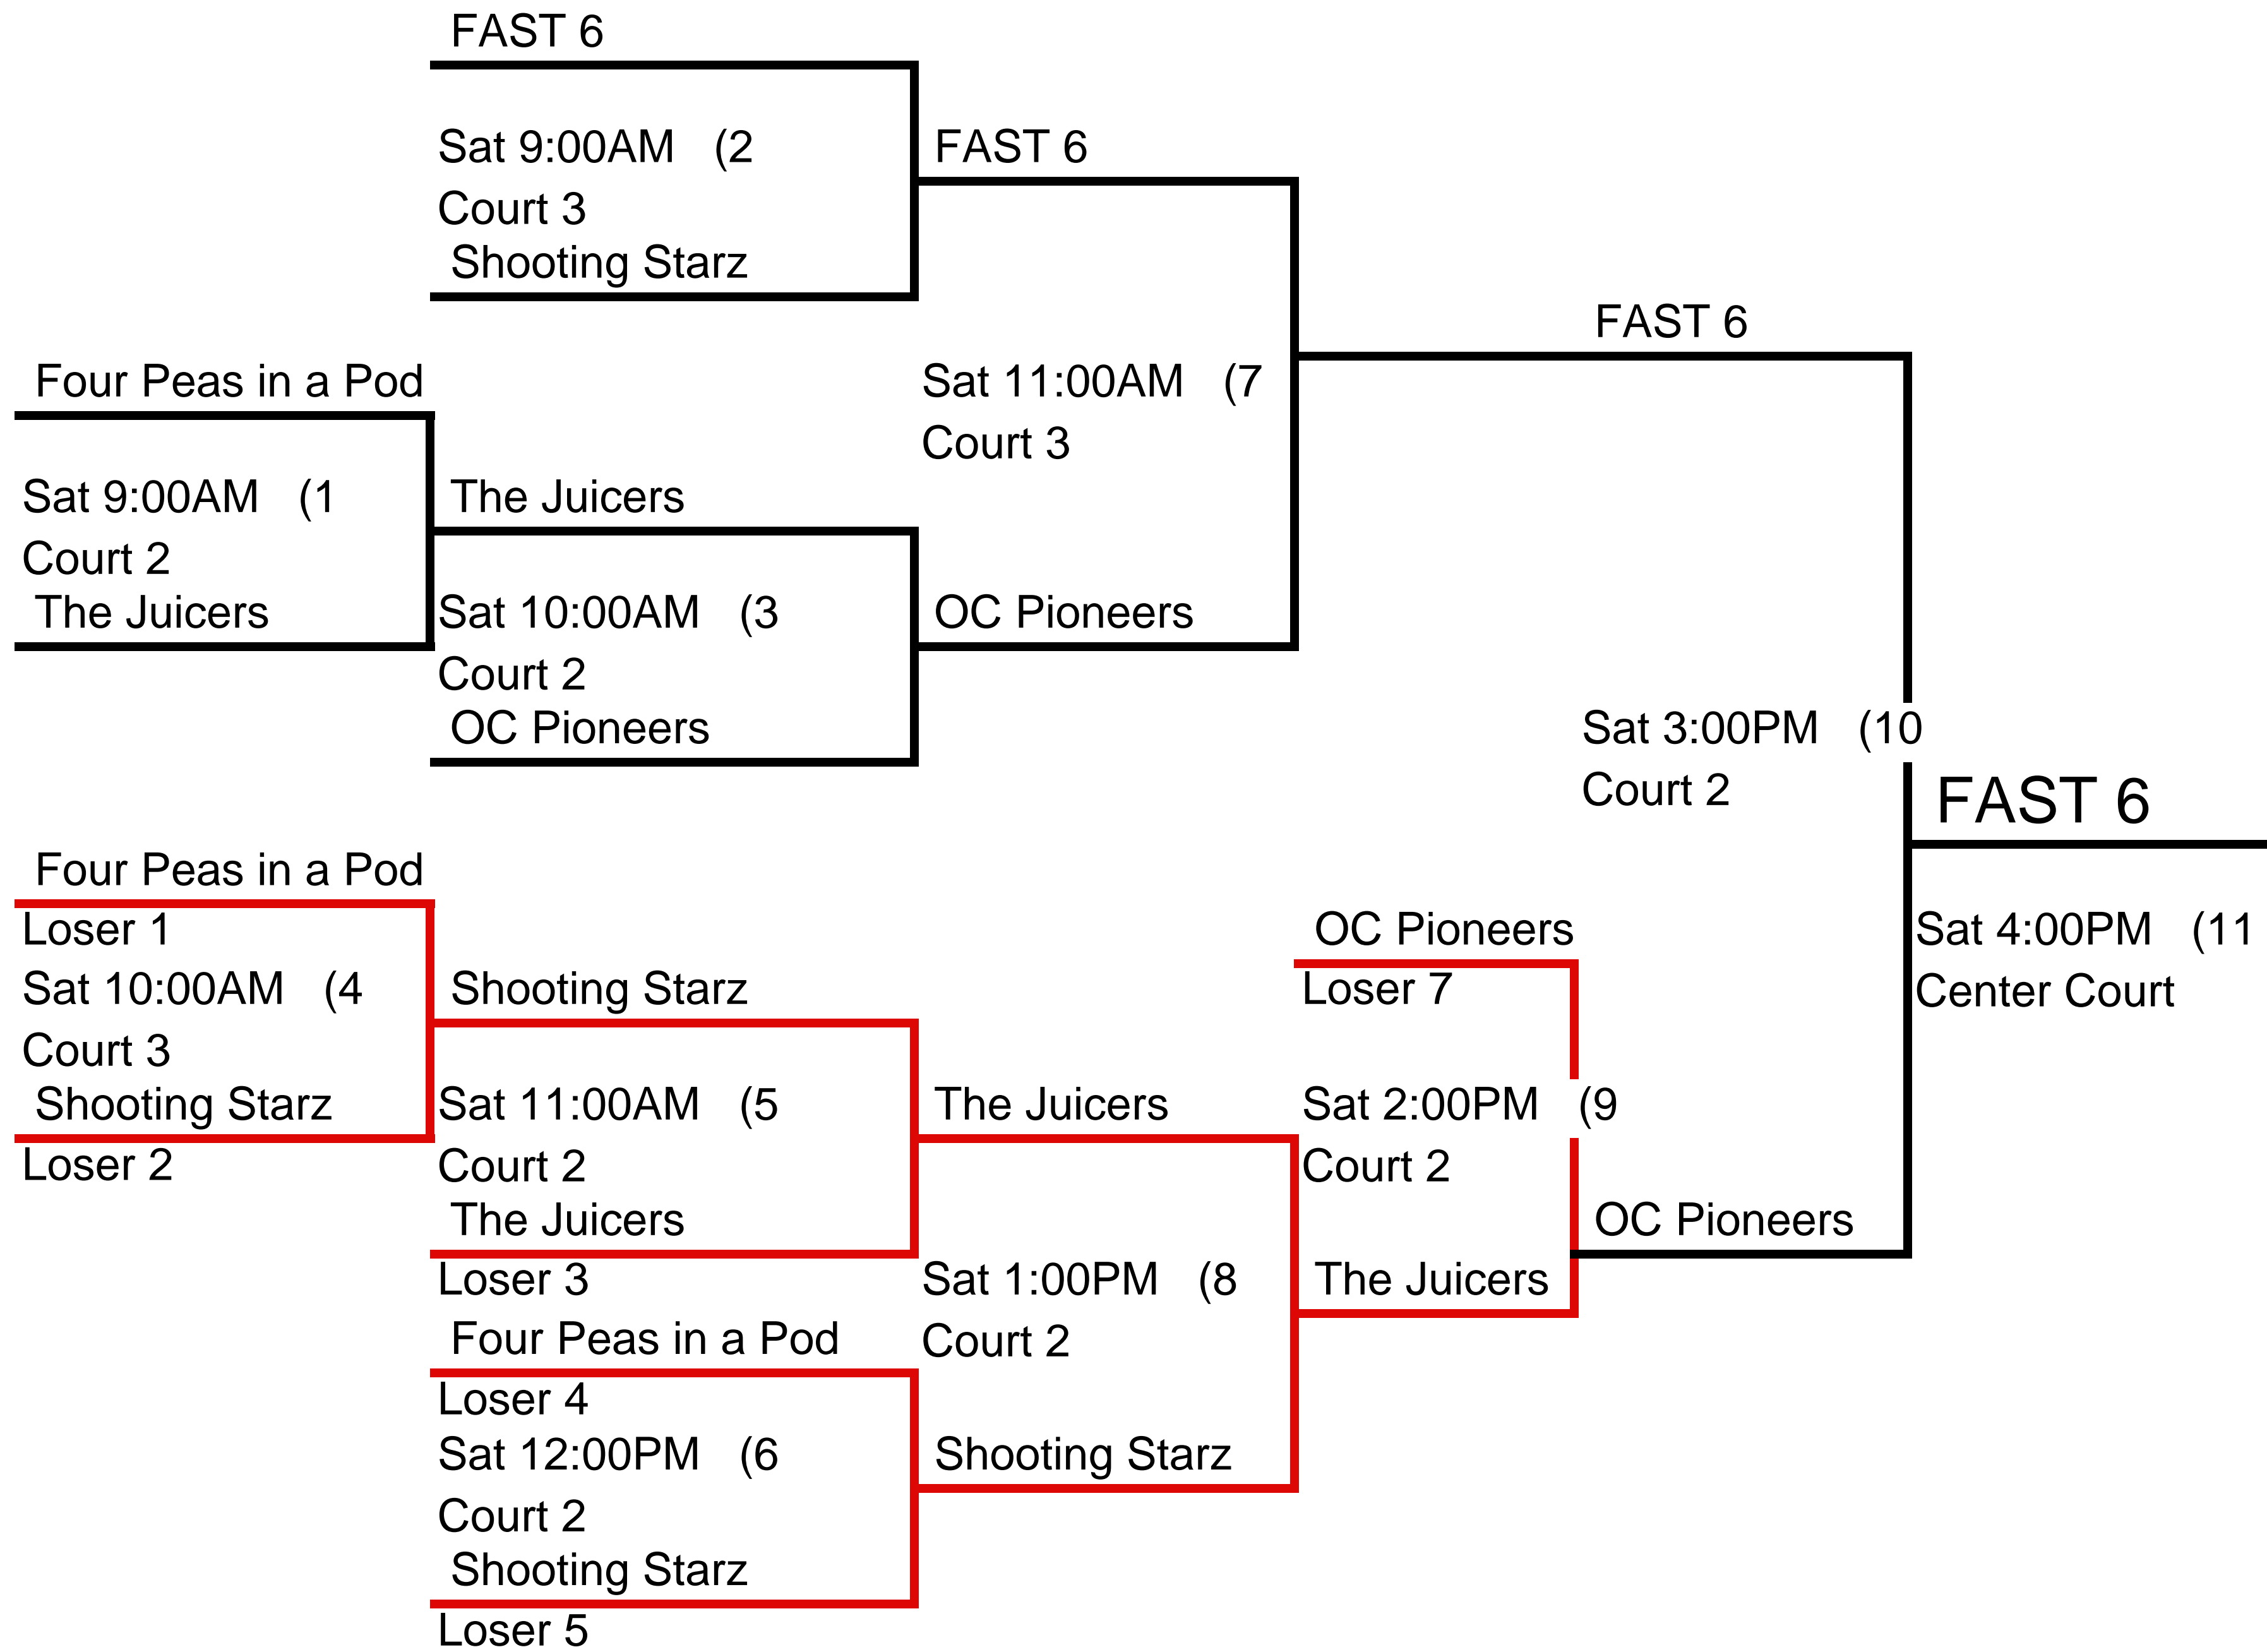 FAST 6
Sat 9:00AM (2
FAST 6
Court 3
Shooting Starz
FAST 6
Four Peas in a Pod
Sat 11:00AM (7
Court 3
Sat 9:00AM (1
The Juicers
Court 2
The Juicers
Sat 10:00AM (3
OC Pioneers
Court 2
OC Pioneers
Sat 3:00PM (10
Court 2
FAST 6
Four Peas in a Pod
Loser 1
OC Pioneers
Sat 4:00PM (11
Sat 10:00AM (4
Shooting Starz
Loser 7
Center Court
Court 3
Shooting Starz
Sat 11:00AM (5
The Juicers
Sat 2:00PM (9
Loser 2
Court 2
Court 2
The Juicers
OC Pioneers
Loser 3
Sat 1:00PM (8
The Juicers
Four Peas in a Pod
Court 2
Loser 4
Sat 12:00PM (6
Shooting Starz
Court 2
Shooting Starz
Loser 5